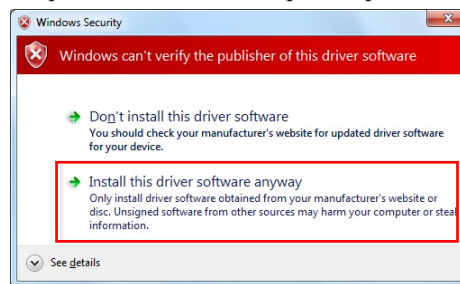 Windows Security
Windows can't verify the publisher of this driver software
Don't install this driver software
You should check your manufacturer's website for updated driver software
for your device.
Install this driver software anyway
Only install driver software obtained from your manufacturer's website or
disc. Unsigned software from other sources may harm your computer or steal
information.
See details